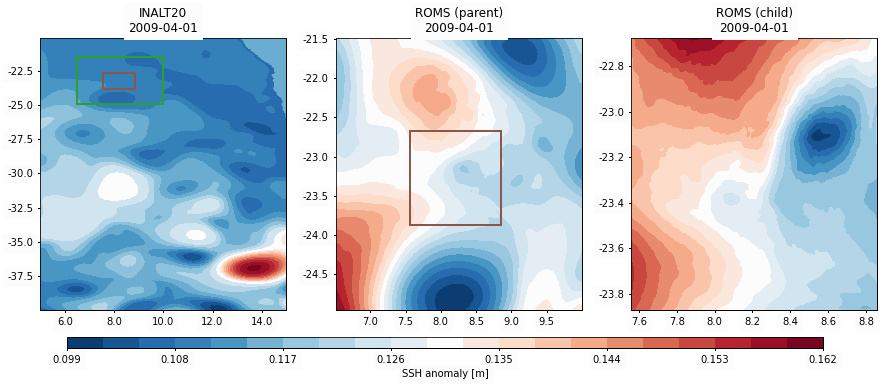 INALT20
2009-04-01
ROMS (parent)
2009-04-01
ROMS (child)
2009-04-01
-22.5
-25.0
-27.5
-30.0
-32.5
-35.0
-37.5
6.0 8.0 10.0 12.0 14.0
-21.5
-22.0
-22.5
-23.0
-23.5
-24.0
-24.5
7.0 7.5 8.0 8.5 9.0 9.5
-22.8
-23.0
-23.2
-23.4
-23.6
-23.8
7.6 7.8 8.0 8.2 8.4 8.6 8.8
0.099 0.108 0.117 0.126 0.135 0.144 0.153 0.162
SSH anomaly [m]